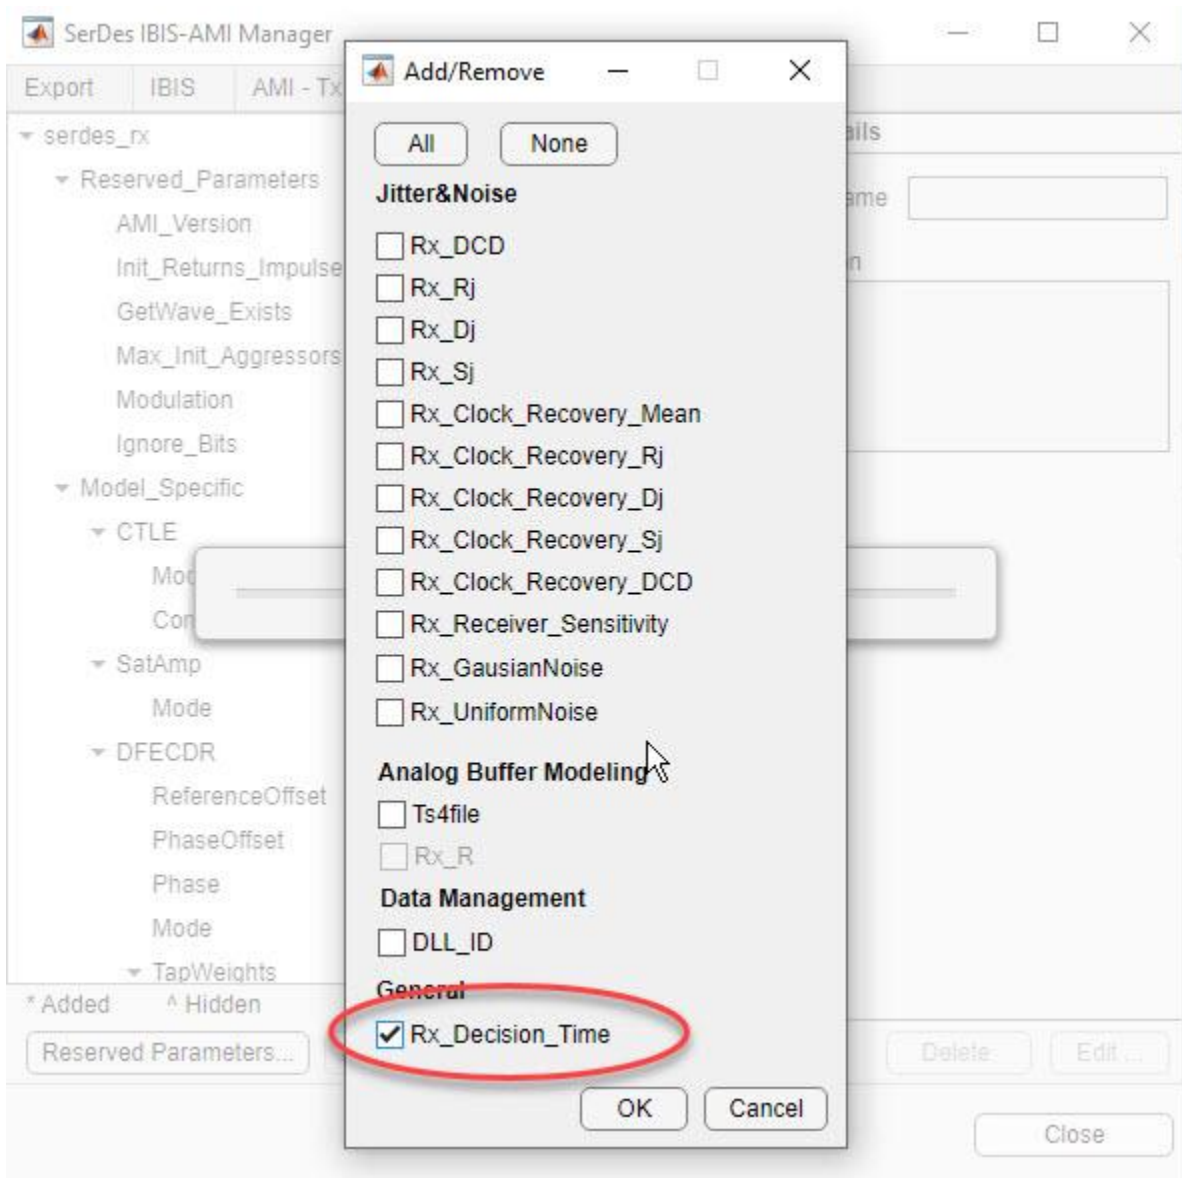 SerDes IBIS-AMI Manager
Export IBIS AMI - Tx
serdes_rx
Reserved_Parameters
AMI_Version
Init_Returns_Impulse
GetWave_Exists
Max_Init_Aggressors
Modulation
Ignore_Bits
Model_Specific
CTLE
SatAmp
Mode
DFECDR
ReferenceOffset
PhaseOffset
Phase
Mode
TapWeights
* Added ^ Hidden
Reserved Parameters...
Add/Remove
All None
Jitter&Noise
Rx_DCD
Rx_Rj
Rx_Dj
Rx_Sj
Rx_Clock_Recovery_Mean
Rx_Clock_Recovery_Rj
Rx_Clock_Recovery_Dj
Rx_Clock_Recovery_Sj
Rx_Clock_Recovery_DCD
Rx_Receiver_Sensitivity
Rx_GausianNoise
Rx_UniformNoise
Analog Buffer Modeling
Ts4file
Rx_R
Data Management
DLL_ID
General
Rx_Decision_Time
OK Cancel
Delete Edit ...
Close